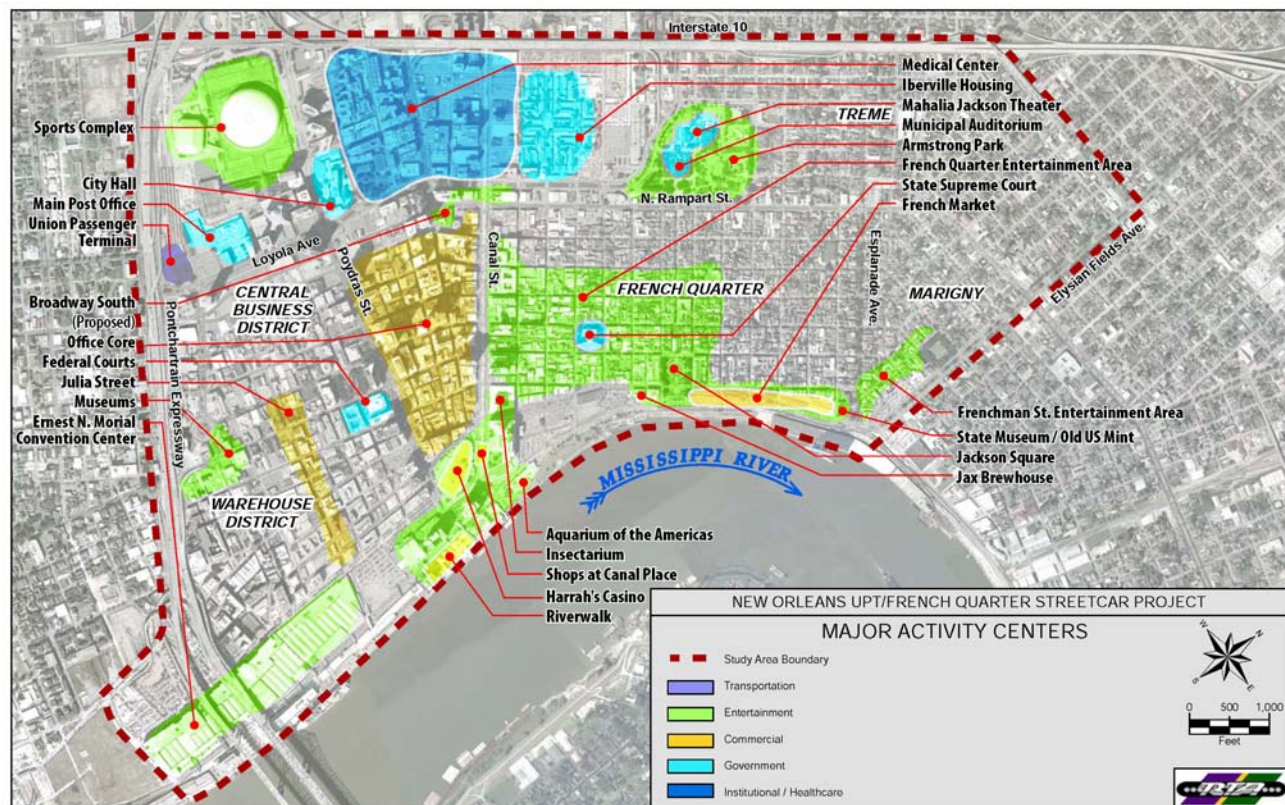 Interstate 10
Medical Center
Iberville Housing
Mahalia Jackson Theater
TREME
Municipal Auditorium
Armstrong Park
French Quarter Entertainment Area
State Supreme Court
N. Rampart St.
French Market
Sports Complex
City Hall
Main Post Office
Union Passenger
Terminal
Loyola Ave
Poydras St.
Canal St.
Esplanade Ave.
Elysian Fields Ave.
Pontchartrain Expressway
Broadway South
(Proposed)
CENTRAL
BUSINESS
DISTRICT
FRENCH QUARTER
MARIGNY
Office Core
Federal Courts
Julia Street
Museums
Ernest N. Morial
Convention Center
WAREHOUSE
DISTRICT
Frenchman St. Entertainment Area
State Museum / Old US Mint
Jackson Square
Jax Brewhouse
MISSISSIPPI RIVER
Aquarium of the Americas
Insectarium
Shops at Canal Place
Harrah's Casino
Riverwalk
NEW ORLEANS UPT/FRENCH QUARTER STREETCAR PROJECT
MAJOR ACTIVITY CENTERS
Study Area Boundary
Transportation
Entertainment
Commercial
Government
Institutional / Healthcare
W
N
S
E
0 500 1,000
Feet
RTA